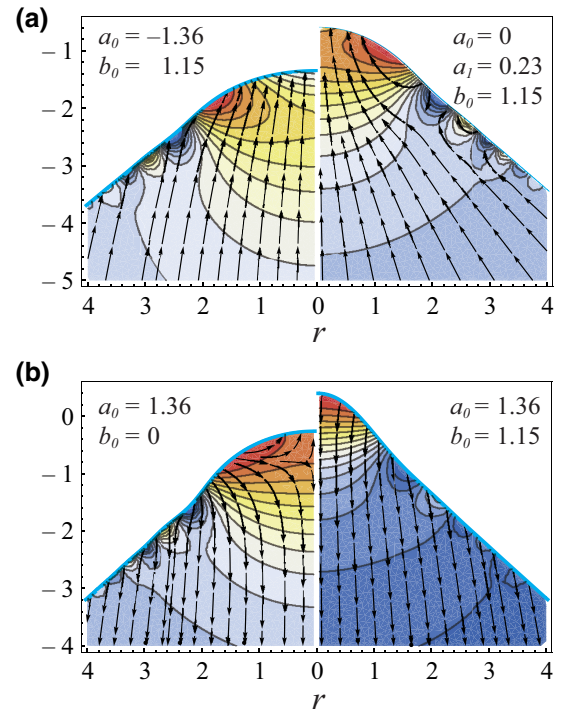 (a)
a₀ = –1.36
b₀ = 1.15
a₀ = 0
a₁ = 0.23
b₀ = 1.15
– 1
– 2
– 3
– 4
– 5
4 3 2 1 0 1 2 3 4
r
(b)
a₀ = 1.36
b₀ = 0
a₀ = 1.36
b₀ = 1.15
0
– 1
– 2
– 3
– 4
4 3 2 1 0 1 2 3 4
r